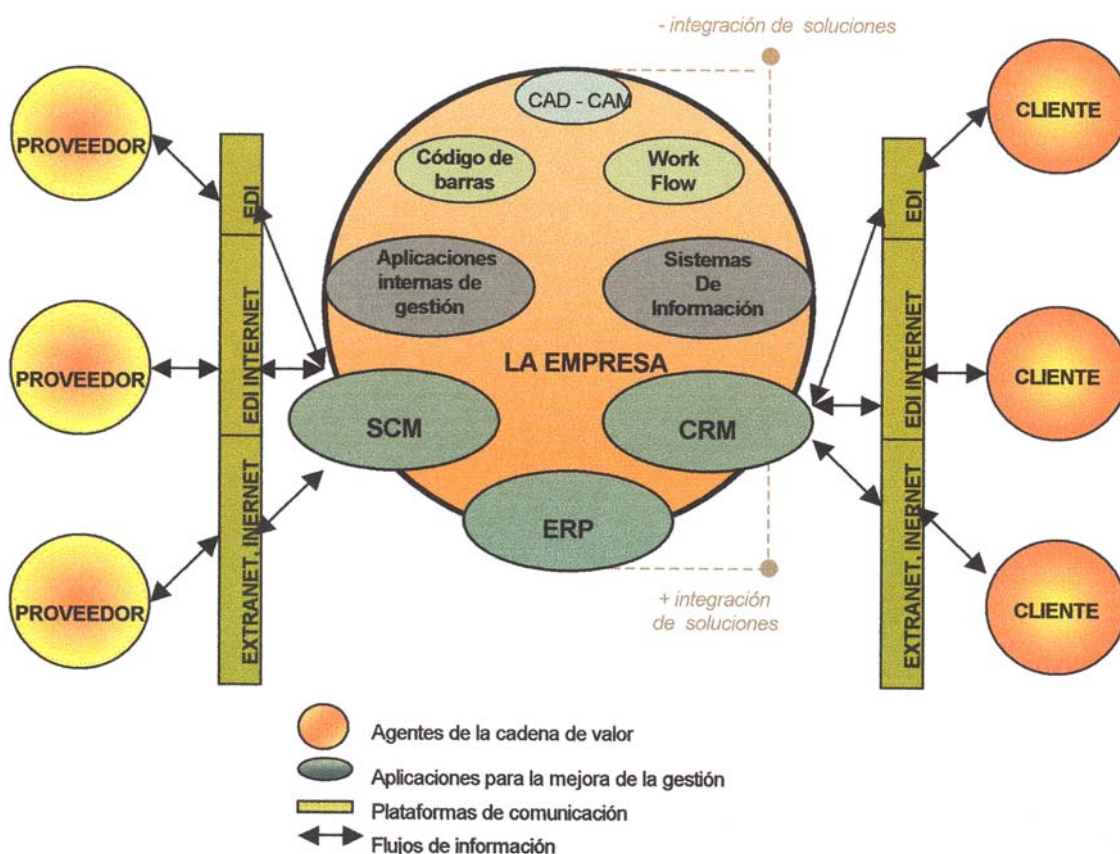 - integración de soluciones
CAD - CAM
PROVEEDOR
CLIENTE
Código de
barras
Work
Flow
EDI
EDI
Aplicaciones
internas de
gestión
Sistemas
De
Información
PROVEEDOR
EDI INTERNET
LA EMPRESA
EDI INTERNET
CLIENTE
SCM
CRM
ERP
PROVEEDOR
EXTRANET, INERNET
EXTRANET, INERNET
CLIENTE
+ integración
de soluciones
Agentes de la cadena de valor
Aplicaciones para la mejora de la gestión
Plataformas de comunicación
Flujos de información